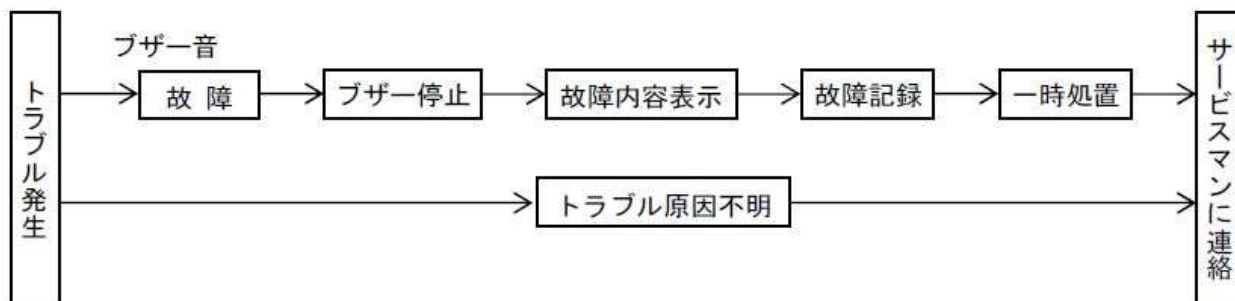 トラブル発生
ブザー音
故障
ブザー停止
故障内容表示
故障記録
一時処置
トラブル原因不明
サービスマンに連絡